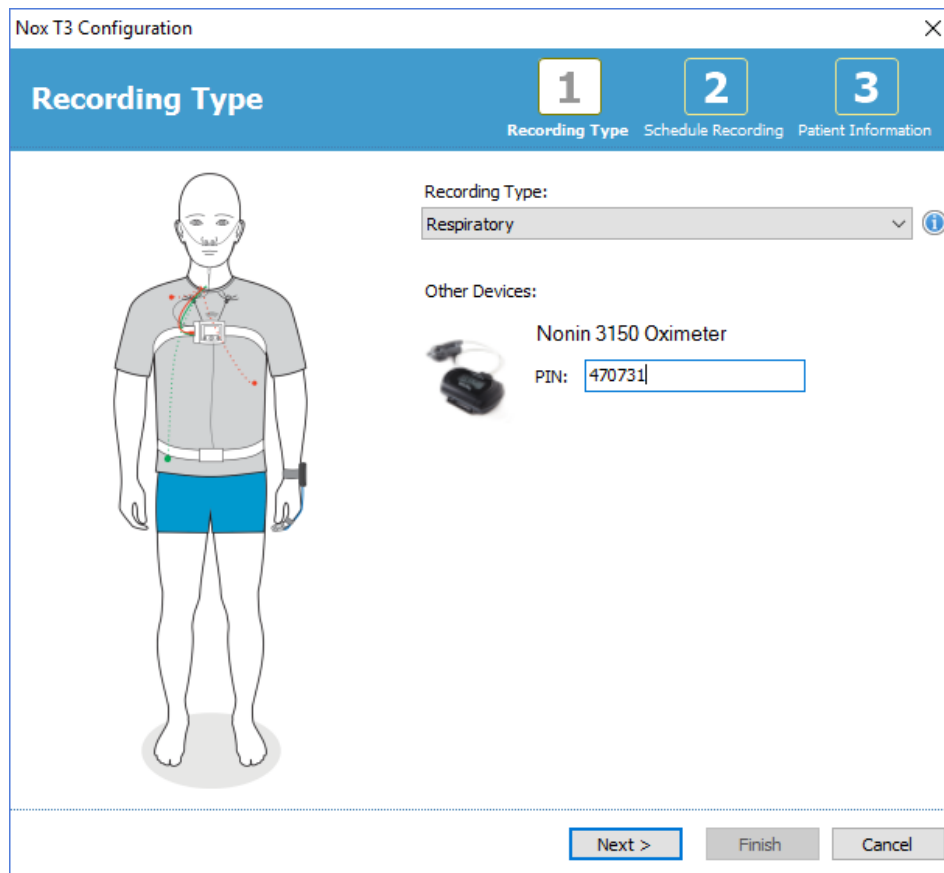 Nox T3 Configuration
Recording Type
1
2
3
Recording Type
Schedule Recording
Patient Information
Recording Type:
Respiratory
Other Devices:
Nonin 3150 Oximeter
PIN: 470731
Next >
Finish
Cancel